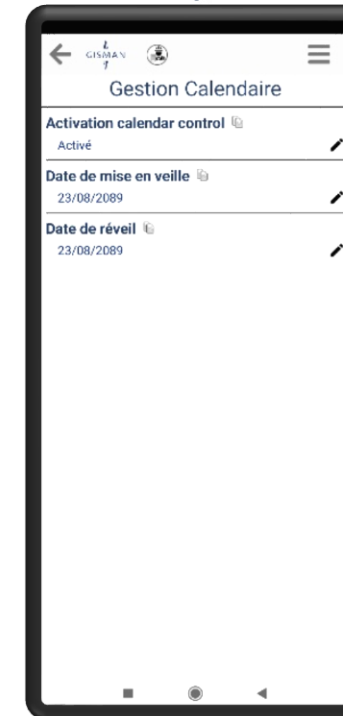 GISMAN
Gestion Calendaire
Activation calendar control
Activé
Date de mise en veille
23/08/2089
Date de réveil
23/08/2089